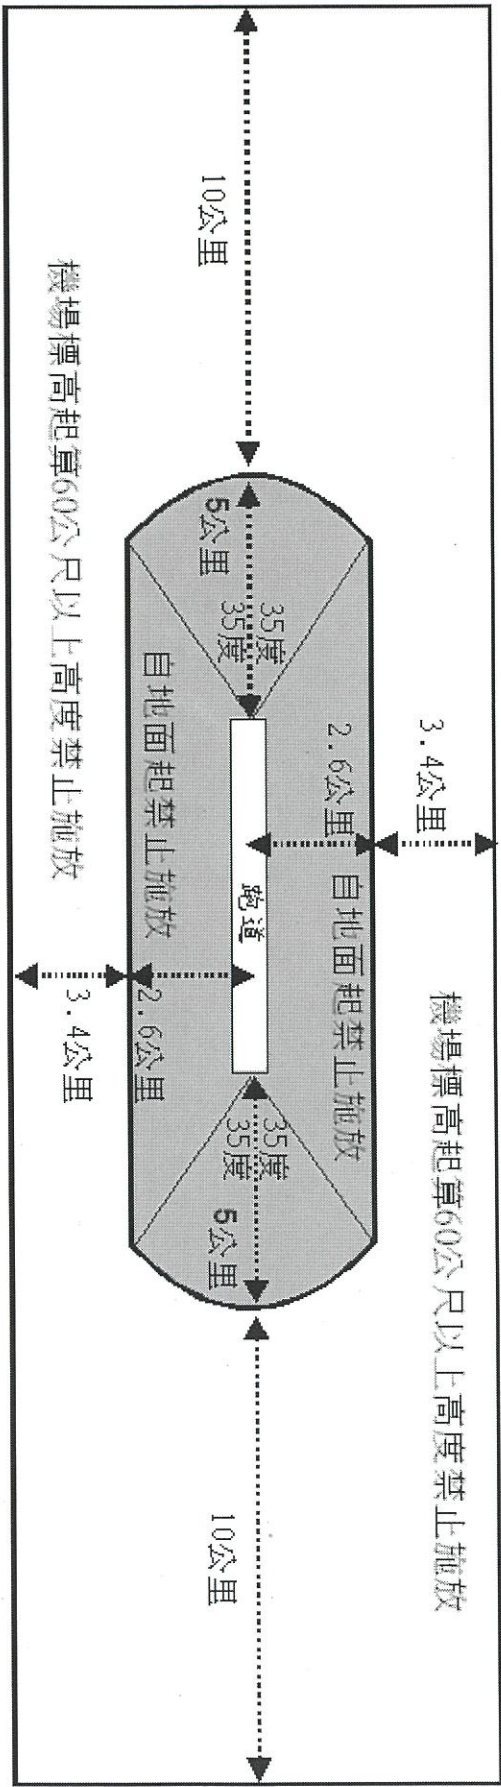 3.4公里
機場標高起算60公尺以上高度禁止施放
2.6公里
自地面起禁止施放
35度
35度
跑道
35度
35度
10公里
5公里
5公里
10公里
自地面起禁止施放
2.6公里
3.4公里
機場標高起算60公尺以上高度禁止施放